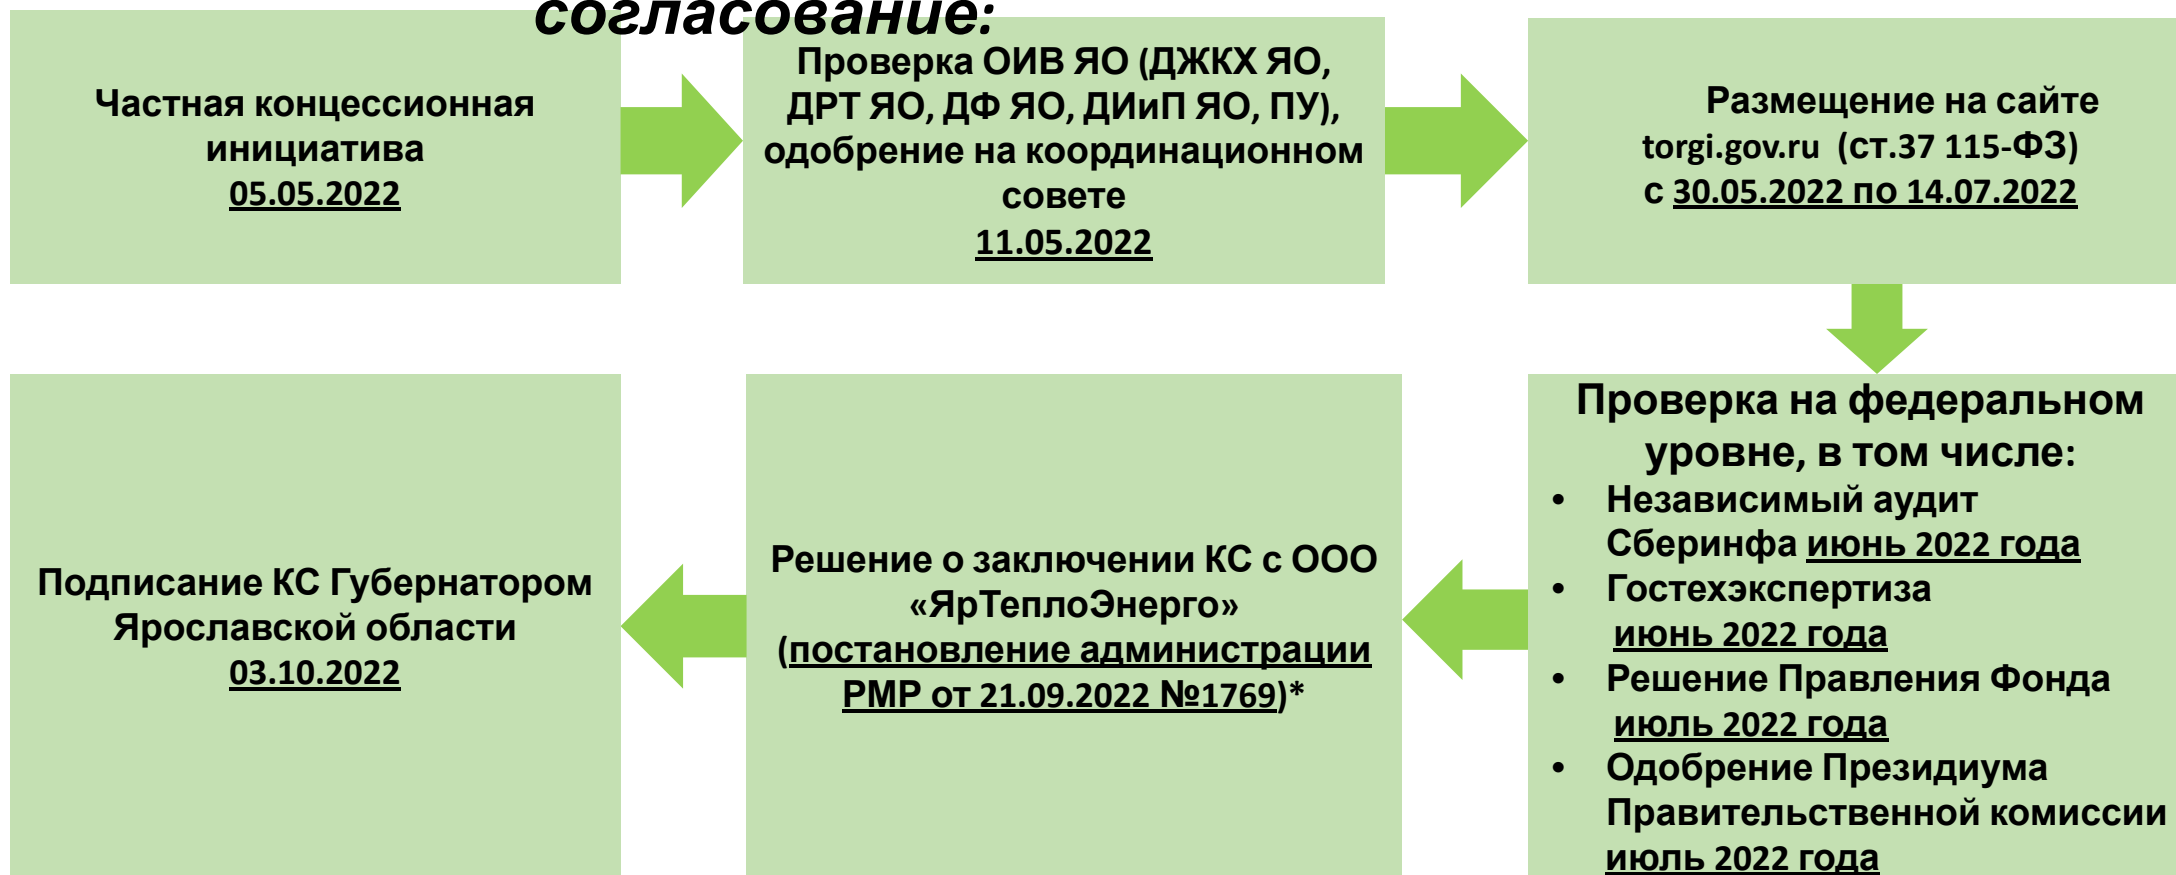 согласование:
Частная концессионная
инициатива
05.05.2022
Проверка ОИВ ЯО (ДЖКХ ЯО,
ДРТ ЯО, ДФ ЯО, ДИиП ЯО, ПУ),
одобрение на координационном
совете
11.05.2022
Размещение на сайте
torgi.gov.ru (ст.37 115-ФЗ)
с 30.05.2022 по 14.07.2022
Проверка на федеральном
уровне, в том числе:
• Независимый аудит
Сберинфа июнь 2022 года
• Гостехэкспертиза
июнь 2022 года
• Решение Правления Фонда
июль 2022 года
• Одобрение Президиума
Правительственной комиссии
июль 2022 года
Решение о заключении КС с ООО
«ЯрТеплоЭнерго»
(постановление администрации
РМР от 21.09.2022 №1769)*
Подписание КС Губернатором
Ярославской области
03.10.2022